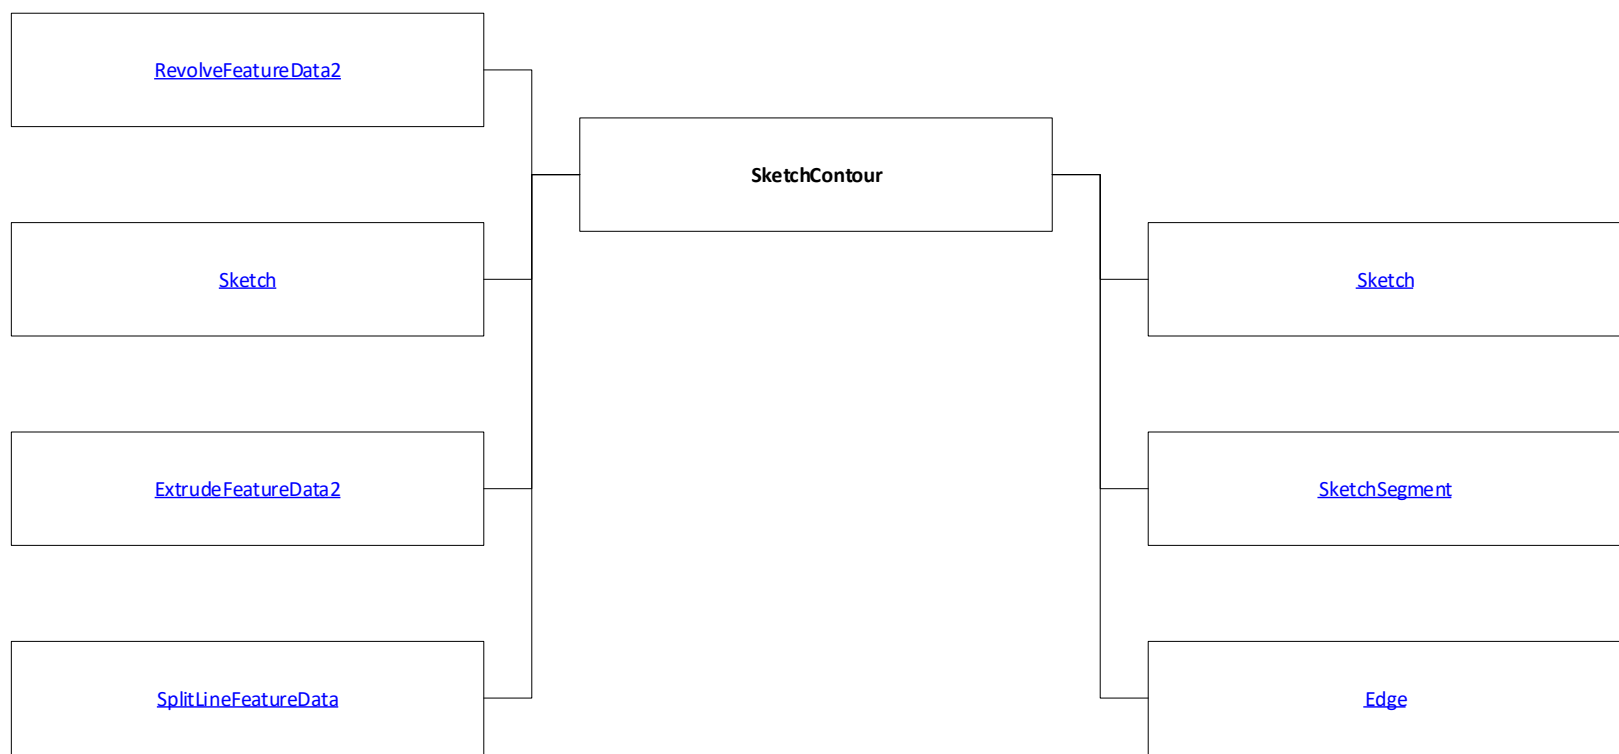 RevolveFeatureData2
SketchContour
Sketch
Sketch
ExtrudeFeatureData2
SketchSegment
SplitLineFeatureData
Edge